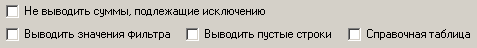 Не выводить суммы, подлежащие исключению
Выводить значения фильтра Выводить пустые строки Справочная таблица